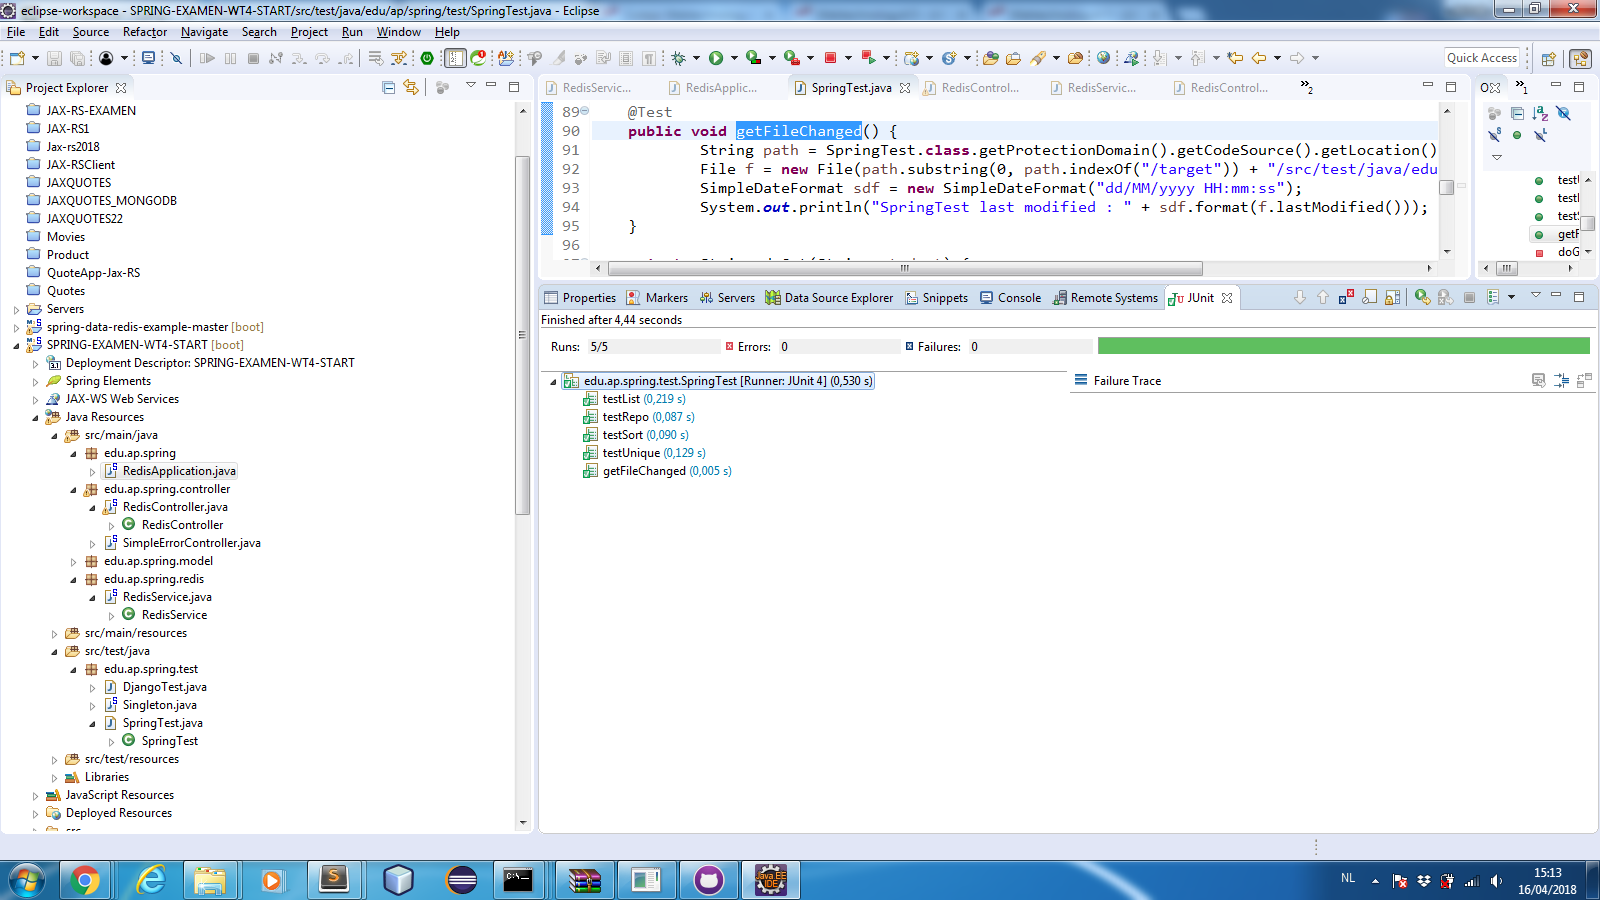 eclipse-workspace - SPRING-EXAMEN-WT4-START/src/test/java/edu/ap/spring/test/SpringTest.java - Eclipse
File Edit Source Refactor Navigate Search Project Run Window Help
Quick Access
Project Explorer
JAX-RS-EXAMEN
JAX-RS1
Jax-rs2018
JAX-RSClient
JAXQUOTES
JAXQUOTES_MONGODB
JAXQUOTES22
Movies
Product
QuoteApp-Jax-RS
Quotes
Servers
spring-data-redis-example-master [boot]
SPRING-EXAMEN-WT4-START [boot]
Deployment Descriptor: SPRING-EXAMEN-WT4-START
Spring Elements
JAX-WS Web Services
Java Resources
src/main/java
edu.ap.spring
RedisApplication.java
edu.ap.spring.controller
RedisController.java
RedisController
SimpleErrorController.java
edu.ap.spring.model
edu.ap.spring.redis
RedisService.java
RedisService
src/main/resources
src/test/java
edu.ap.spring.test
DjangoTest.java
Singleton.java
SpringTest.java
SpringTest
src/test/resources
Libraries
JavaScript Resources
Deployed Resources
RedisServic... RedisApplic... SpringTest.java RedisControl... RedisServic... RedisControl... »2
89 @Test
90 public void getFileChanged() {
91 String path = SpringTest.class.getProtectionDomain().getCodeSource().getLocation()
92 File f = new File(path.substring(0, path.indexOf("/target")) + "/src/test/java/edu
93 SimpleDateFormat sdf = new SimpleDateFormat("dd/MM/yyyy HH:mm:ss");
94 System.out.println("SpringTest last modified : " + sdf.format(f.lastModified()));
95 }
96
»1
getF
doG
Properties Markers Servers Data Source Explorer Snippets Console Remote Systems JUnit
Finished after 4,44 seconds
Runs: 5/5 Errors: 0 Failures: 0
edu.ap.spring.test.SpringTest [Runner: JUnit 4] (0,530 s)
testList (0,219 s)
testRepo (0,087 s)
testSort (0,090 s)
testUnique (0,129 s)
getFileChanged (0,005 s)
Failure Trace
Java EE
IDE
NL
15:13
16/04/2018